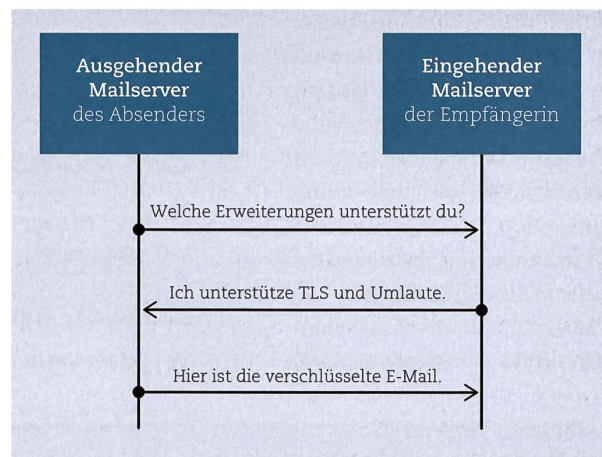 Ausgehender
Mailserver
des Absenders
Eingehender
Mailserver
der Empfängerin
Welche Erweiterungen unterstützt du?
Ich unterstütze TLS und Umlaute.
Hier ist die verschlüsselte E-Mail.